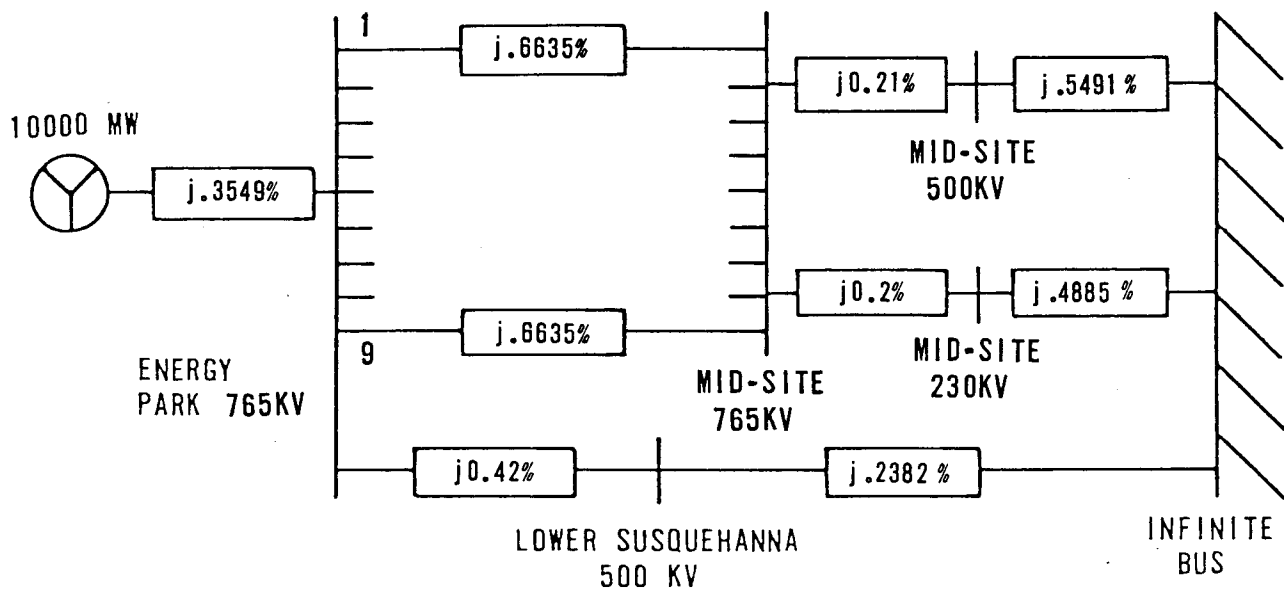 1
j.6635%
j0.21%
j.5491 %
10000 MW
MID-SITE
500KV
j.3549%
j0.2%
j.4885 %
j.6635%
9
MID-SITE
230KV
ENERGY
PARK 765KV
MID-SITE
765KV
j0.42%
j.2382 %
LOWER SUSQUEHANNA
500 KV
INFINITE
BUS